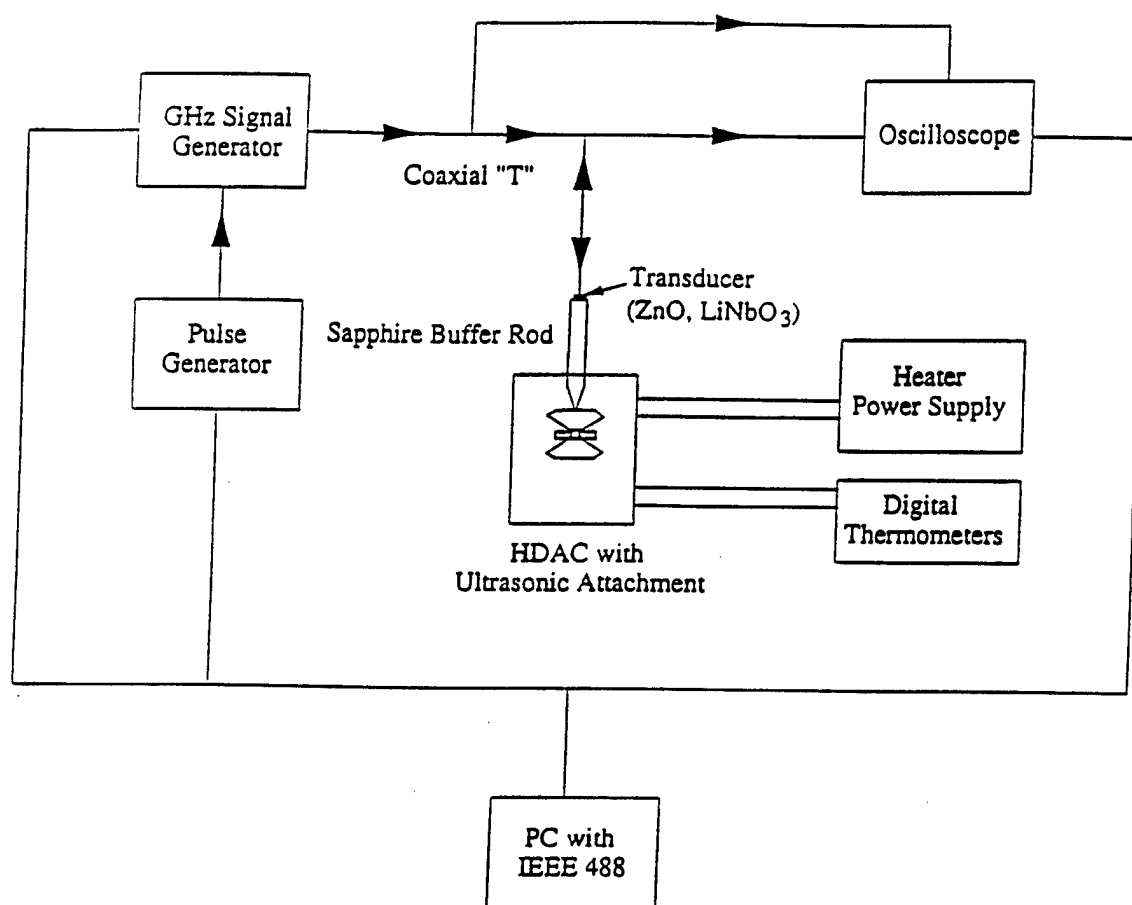 GHz Signal
Generator
Oscilloscope
Coaxial "T"
Transducer
(ZnO, LiNbO3)
Sapphire Buffer Rod
Pulse
Generator
Heater
Power Supply
Digital
Thermometers
HDAC with
Ultrasonic Attachment
PC with
IEEE 488